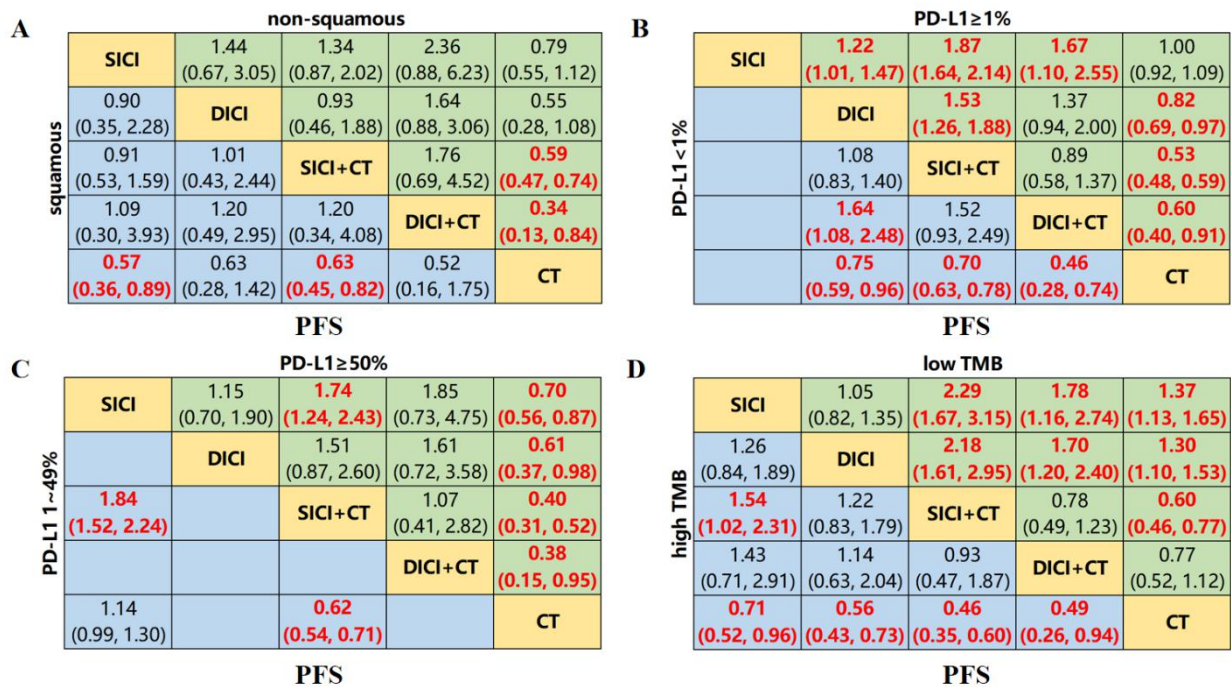 A
non-squamous
squamous
SICI 1.44 1.34 2.36 0.79
(0.67, 3.05) (0.87, 2.02) (0.88, 6.23) (0.55, 1.12)
0.90 DICI 0.93 1.64 0.55
(0.35, 2.28) (0.46, 1.88) (0.88, 3.06) (0.28, 1.08)
0.91 1.01 SICI+CT 1.76 0.59
(0.53, 1.59) (0.43, 2.44) (0.69, 4.52) (0.47, 0.74)
1.09 1.20 1.20 DICI+CT 0.34
(0.30, 3.93) (0.49, 2.95) (0.34, 4.08) (0.13, 0.84)
0.57 0.63 0.63 0.52 CT
(0.36, 0.89) (0.28, 1.42) (0.45, 0.82) (0.16, 1.75)
PFS
B
PD-L1≥1%
PD-L1<1%
SICI 1.22 1.87 1.67 1.00
(1.01, 1.47) (1.64, 2.14) (1.10, 2.55) (0.92, 1.09)
DICI 1.53 1.37 0.82
(1.26, 1.88) (0.94, 2.00) (0.69, 0.97)
1.08 SICI+CT 0.89 0.53
(0.83, 1.40) (0.58, 1.37) (0.48, 0.59)
1.64 1.52 DICI+CT 0.60
(1.08, 2.48) (0.93, 2.49) (0.40, 0.91)
0.75 0.70 0.46 CT
(0.59, 0.96) (0.63, 0.78) (0.28, 0.74)
PFS
C
PD-L1≥50%
PD-L1 1~49%
SICI 1.15 1.74 1.85 0.70
(0.70, 1.90) (1.24, 2.43) (0.73, 4.75) (0.56, 0.87)
DICI 1.51 1.61 0.61
(0.87, 2.60) (0.72, 3.58) (0.37, 0.98)
1.84 SICI+CT 1.07 0.40
(1.52, 2.24) (0.41, 2.82) (0.31, 0.52)
DICI+CT 0.38
(0.15, 0.95)
1.14 0.62 CT
(0.99, 1.30) (0.54, 0.71)
PFS
D
low TMB
high TMB
SICI 1.05 2.29 1.78 1.37
(0.82, 1.35) (1.67, 3.15) (1.16, 2.74) (1.13, 1.65)
1.26 DICI 2.18 1.70 1.30
(0.84, 1.89) (1.61, 2.95) (1.20, 2.40) (1.10, 1.53)
1.54 1.22 SICI+CT 0.78 0.60
(1.02, 2.31) (0.83, 1.79) (0.49, 1.23) (0.46, 0.77)
1.43 1.14 0.93 DICI+CT 0.77
(0.71, 2.91) (0.63, 2.04) (0.47, 1.87) (0.52, 1.12)
0.71 0.56 0.46 0.49 CT
(0.52, 0.96) (0.43, 0.73) (0.35, 0.60) (0.26, 0.94)
PFS